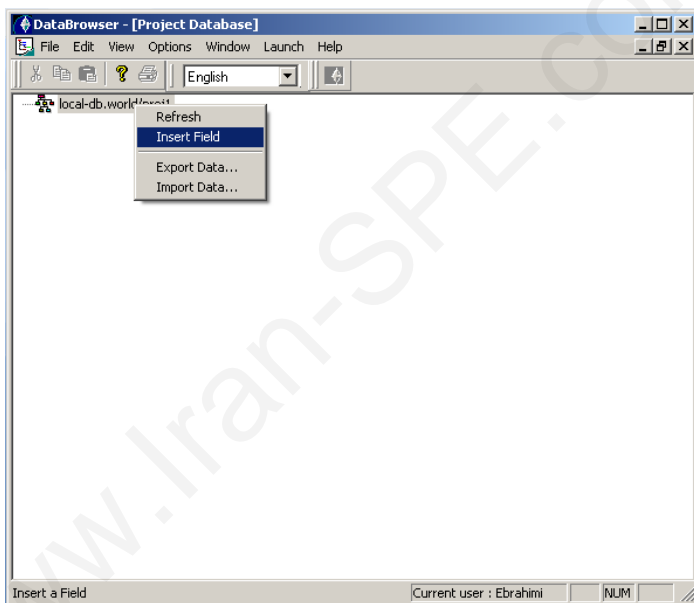 DataBrowser - [Project Database]
File Edit View Options Window Launch Help
English
local-db.world/proj1
Refresh
Insert Field
Export Data...
Import Data...
www.Iran-SPE.com
Insert a Field
Current user : Ebrahimi
NUM